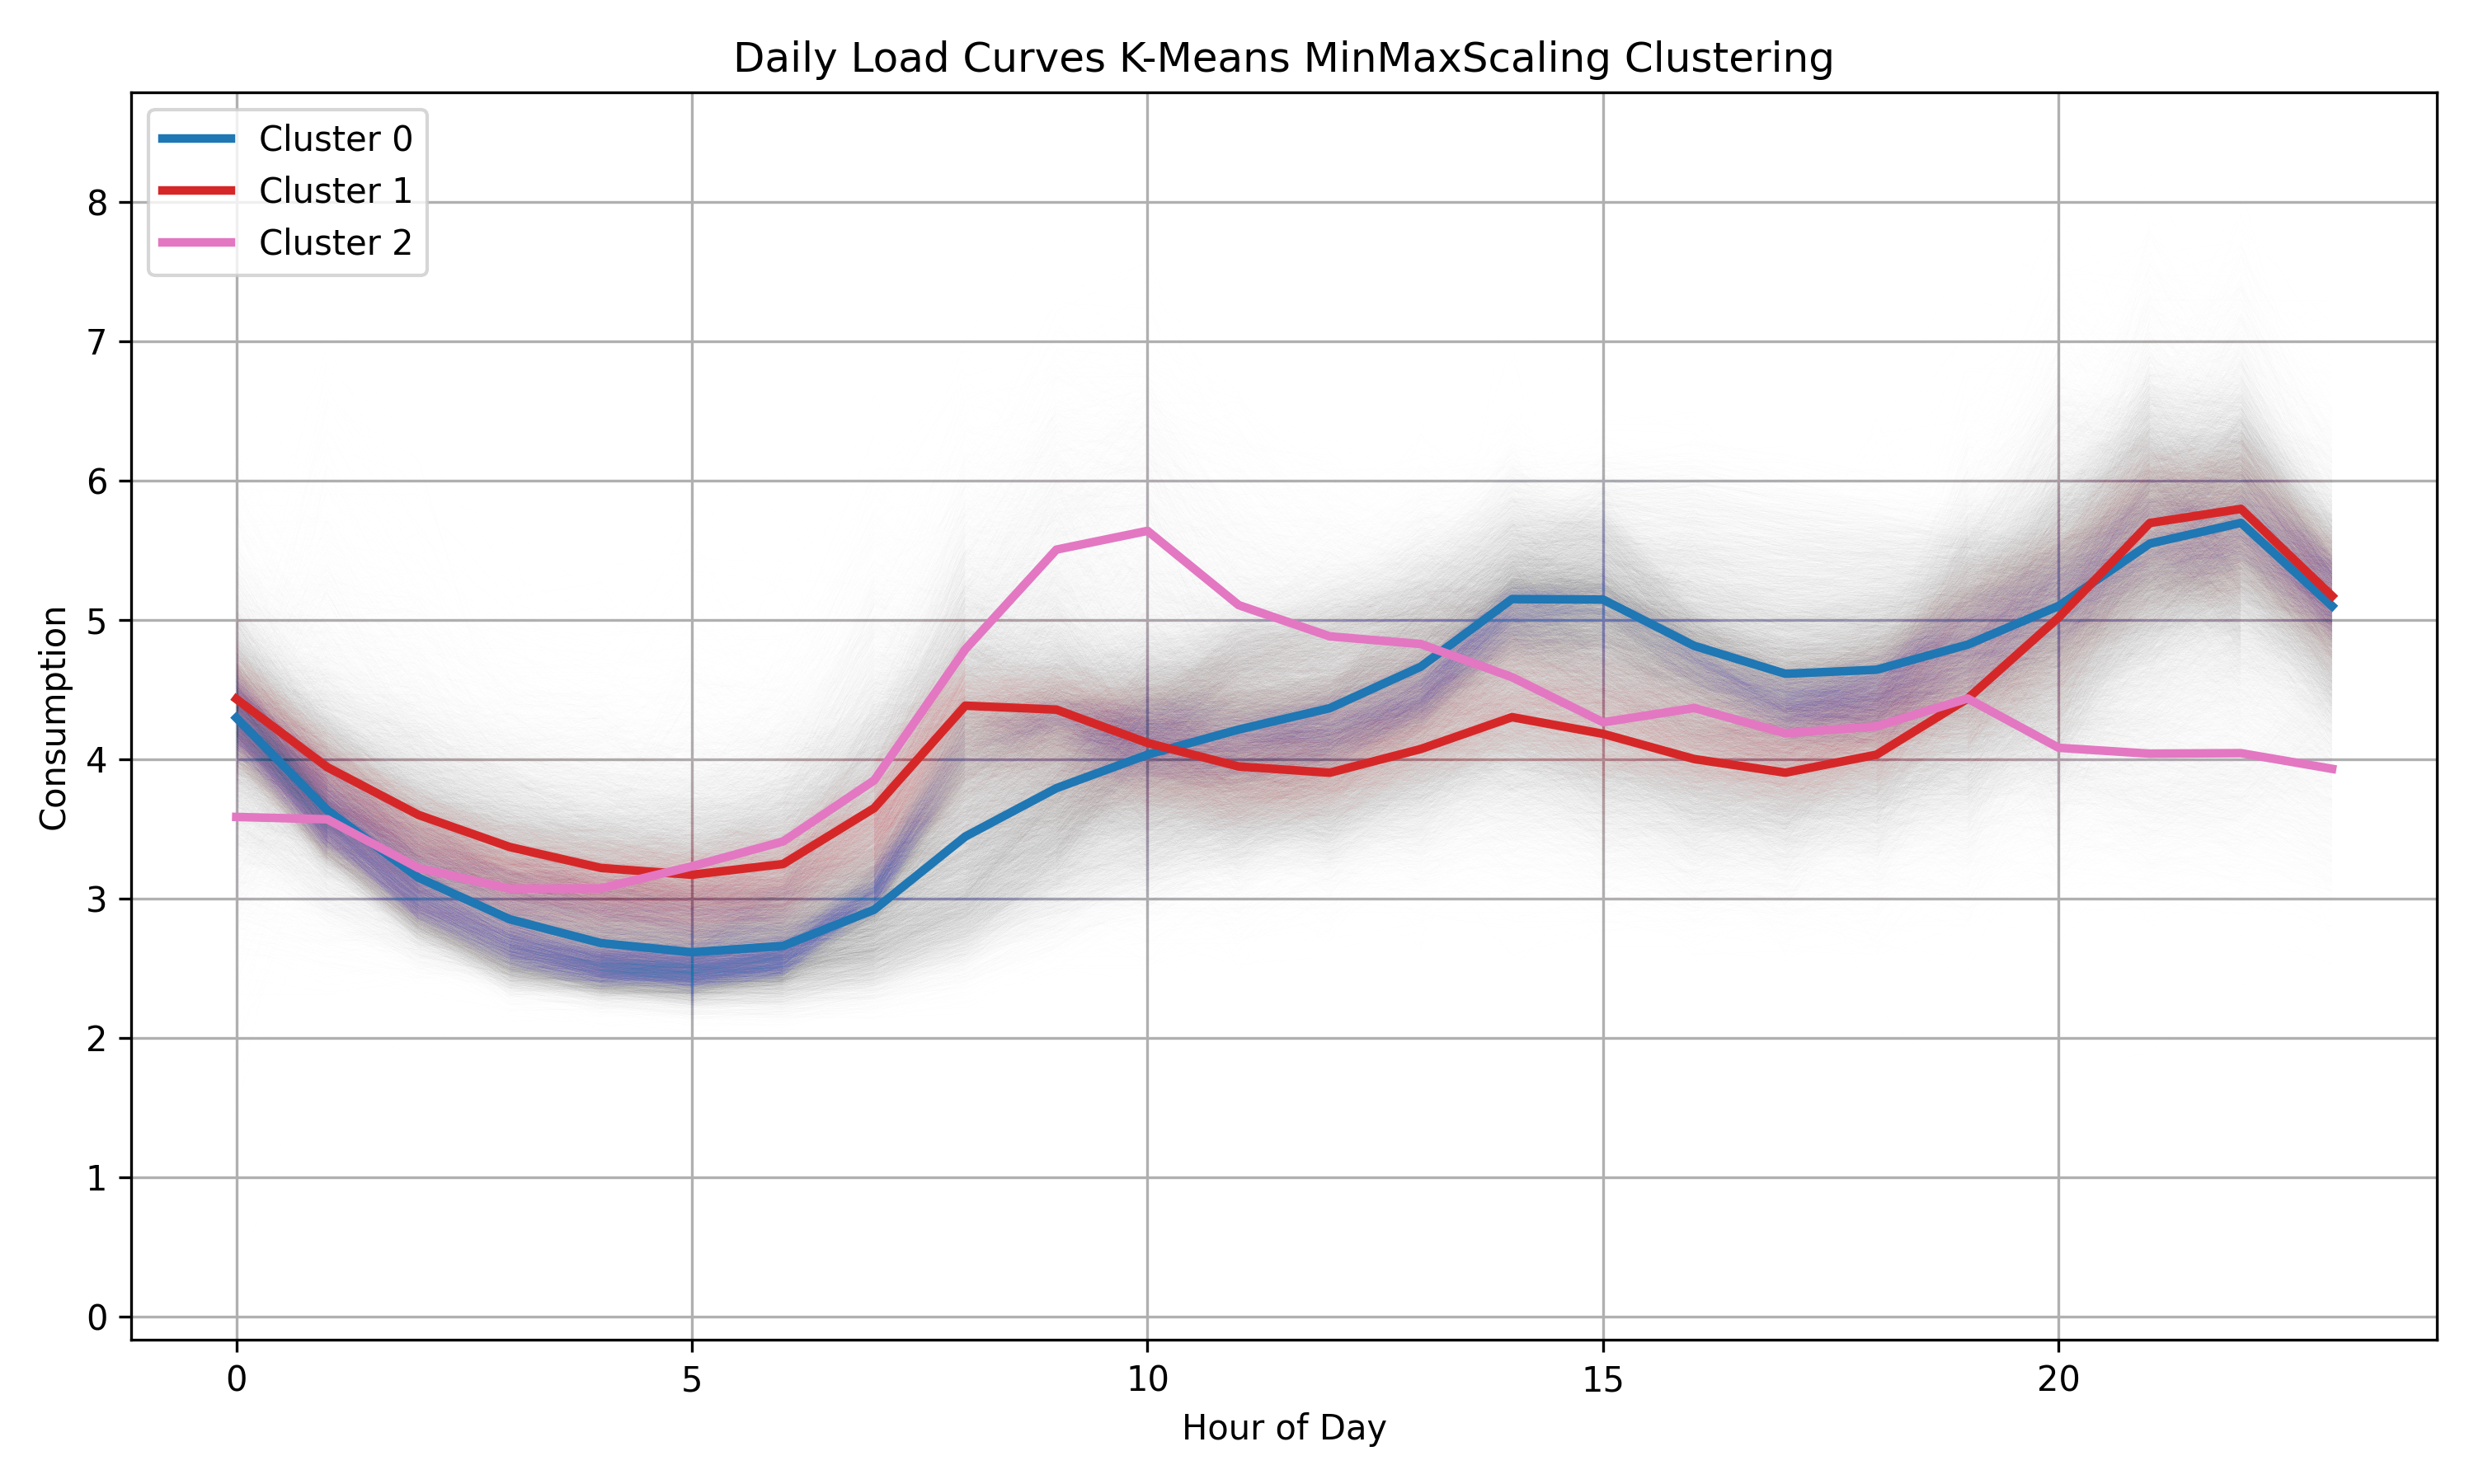 Daily Load Curves K-Means MinMaxScaling Clustering
Cluster 0
Cluster 1
Cluster 2
8
7
6
5
4
3
2
1
0
Consumption
0 5 10 15 20
Hour of Day